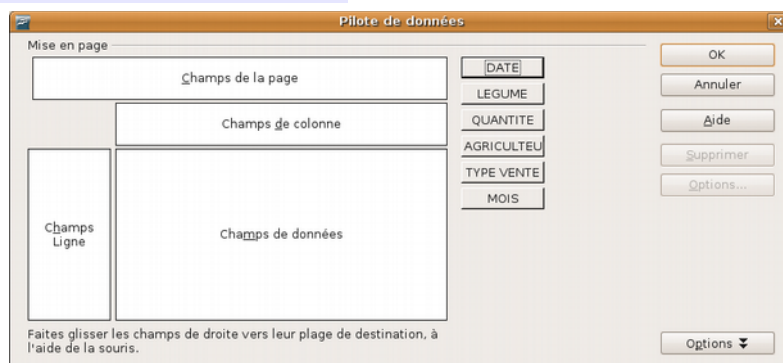 Pilote de données
Mise en page
Champs de la page
Champs de colonne
Champs
Ligne
Champs de données
DATE
LEGUME
QUANTITE
AGRICULTEU
TYPE VENTE
MOIS
OK
Annuler
Aide
Supprimer
Options...
Faites glisser les champs de droite vers leur plage de destination, à
l'aide de la souris.
Options